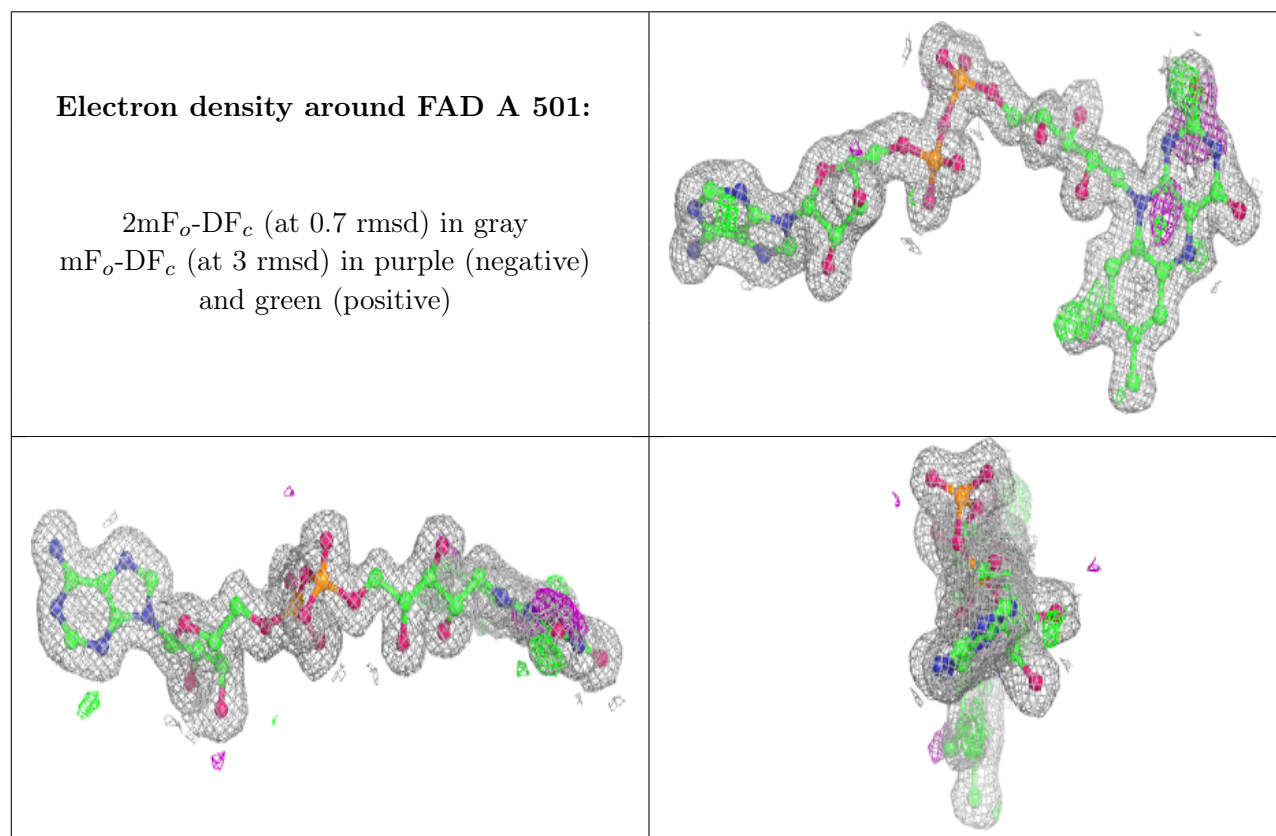 Electron density around FAD A 501:
2mFₒ-DF𝒸 (at 0.7 rmsd) in gray
mFₒ-DF𝒸 (at 3 rmsd) in purple (negative)
and green (positive)